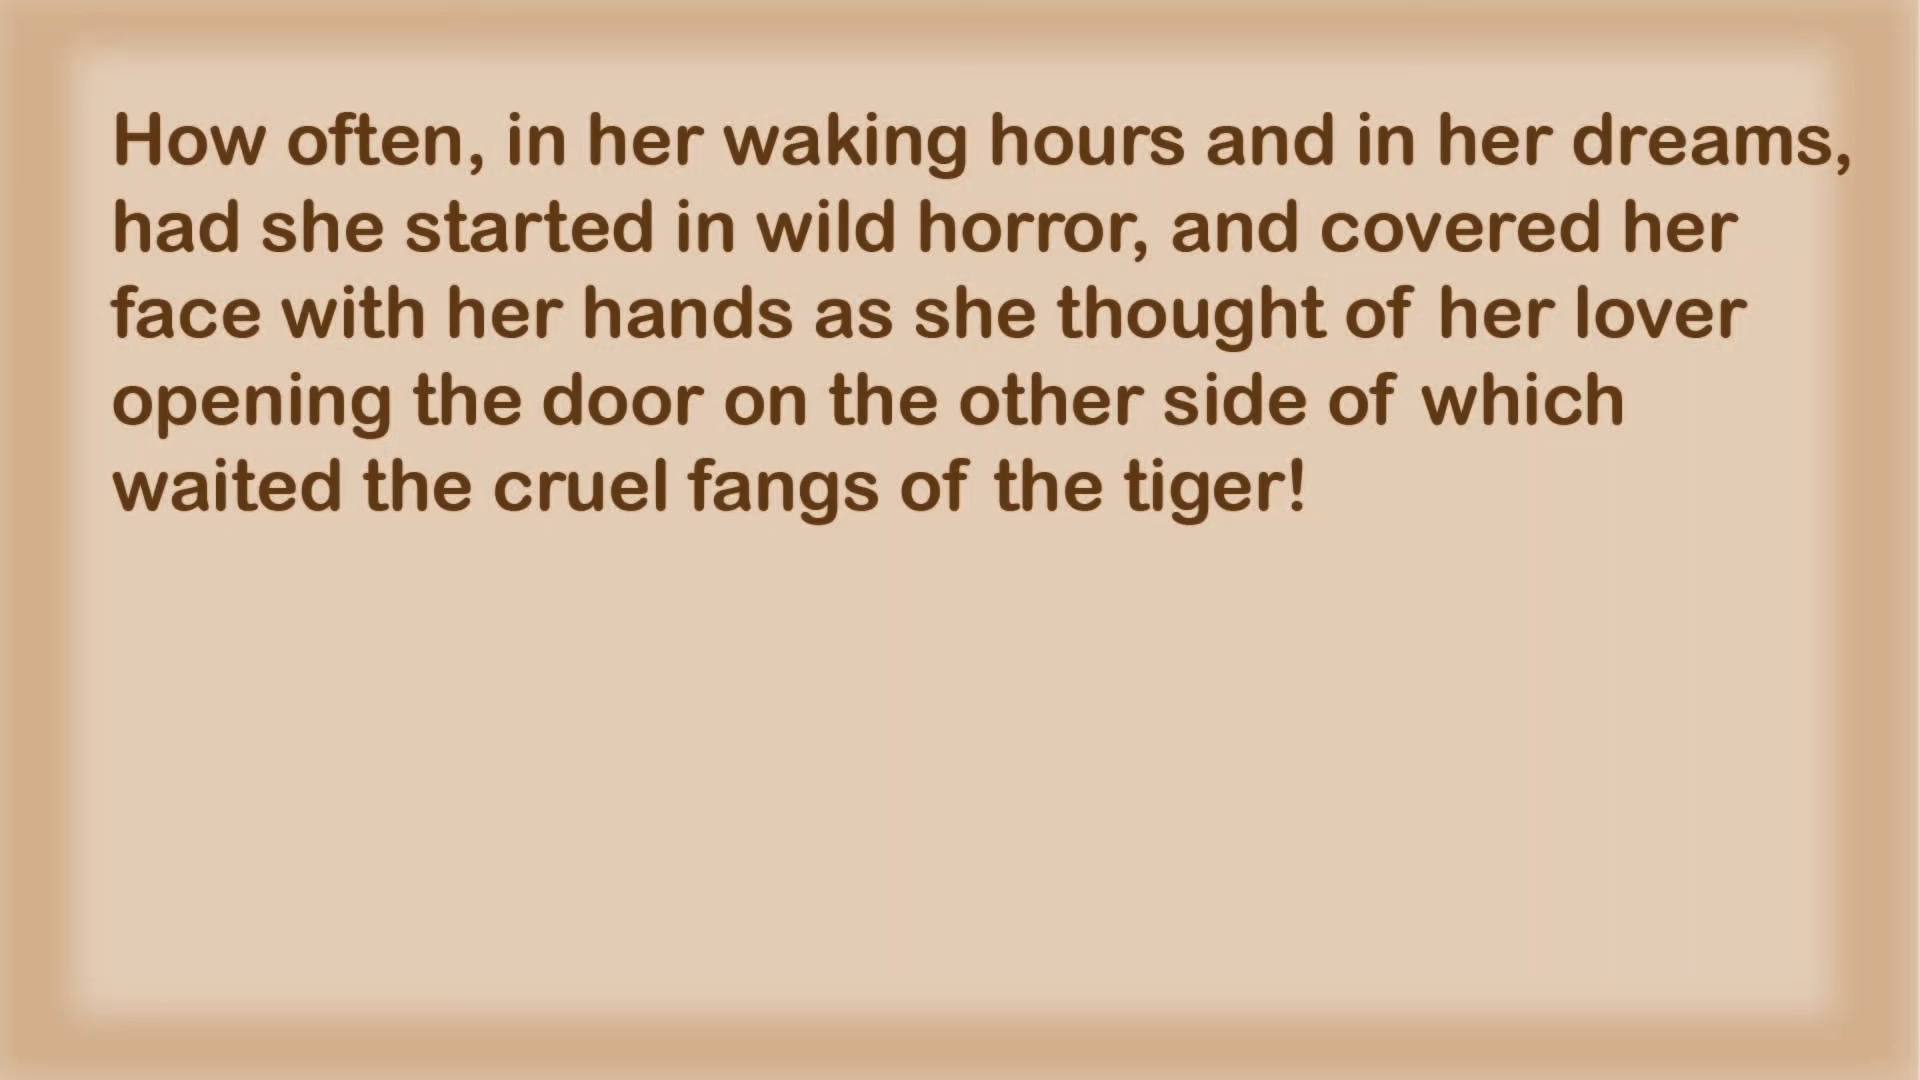 How often, in her waking hours and in her dreams,
had she started in wild horror, and covered her
face with her hands as she thought of her lover
opening the door on the other side of which
waited the cruel fangs of the tiger!